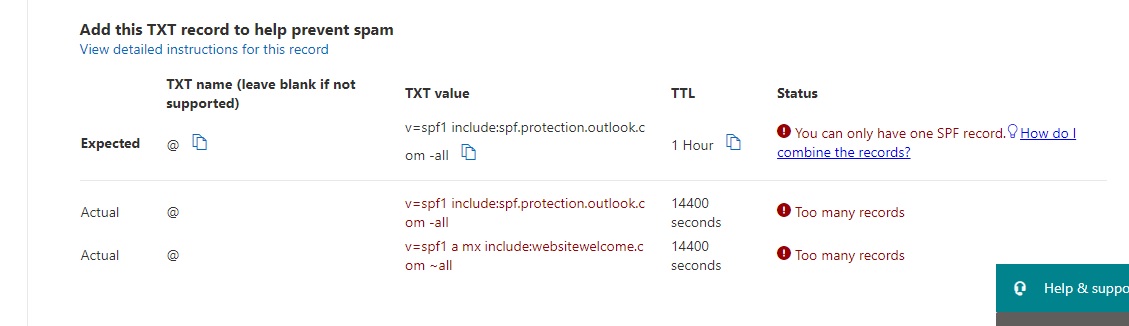 Add this TXT record to help prevent spam
View detailed instructions for this record
TXT name (leave blank if not
supported)
TXT value
TTL
Status
Expected
@
v=spf1 include:spf.protection.outlook.c
om -all
1 Hour
You can only have one SPF record. How do I
combine the records?
Actual
@
v=spf1 include:spf.protection.outlook.c
om -all
14400
seconds
Too many records
Actual
@
v=spf1 a mx include:websitewelcome.c
om ~all
14400
seconds
Too many records
Help & suppo